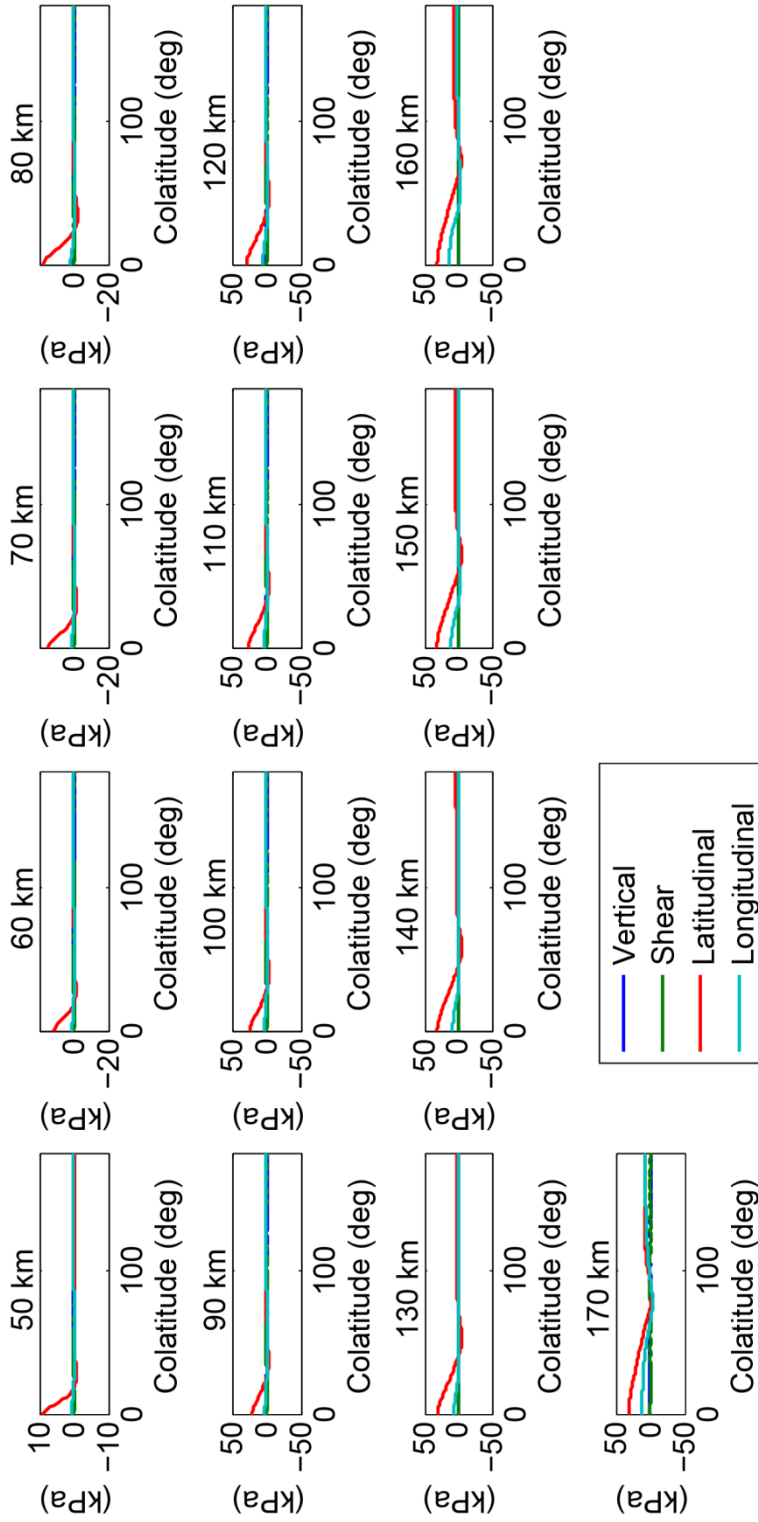 50 km
(kPa)
10
0
−10
0
100
Colatitude (deg)
60 km
(kPa)
0
−20
0
100
Colatitude (deg)
70 km
(kPa)
0
−20
0
100
Colatitude (deg)
80 km
(kPa)
0
−20
0
100
Colatitude (deg)
90 km
(kPa)
50
0
−50
0
100
Colatitude (deg)
100 km
(kPa)
50
0
−50
0
100
Colatitude (deg)
110 km
(kPa)
50
0
−50
0
100
Colatitude (deg)
120 km
(kPa)
50
0
−50
0
100
Colatitude (deg)
130 km
(kPa)
50
0
−50
0
100
Colatitude (deg)
140 km
(kPa)
50
0
−50
0
100
Colatitude (deg)
150 km
(kPa)
50
0
−50
0
100
Colatitude (deg)
160 km
(kPa)
50
0
−50
0
100
Colatitude (deg)
170 km
(kPa)
50
0
−50
0
100
Colatitude (deg)
Vertical
Shear
Latitudinal
Longitudinal